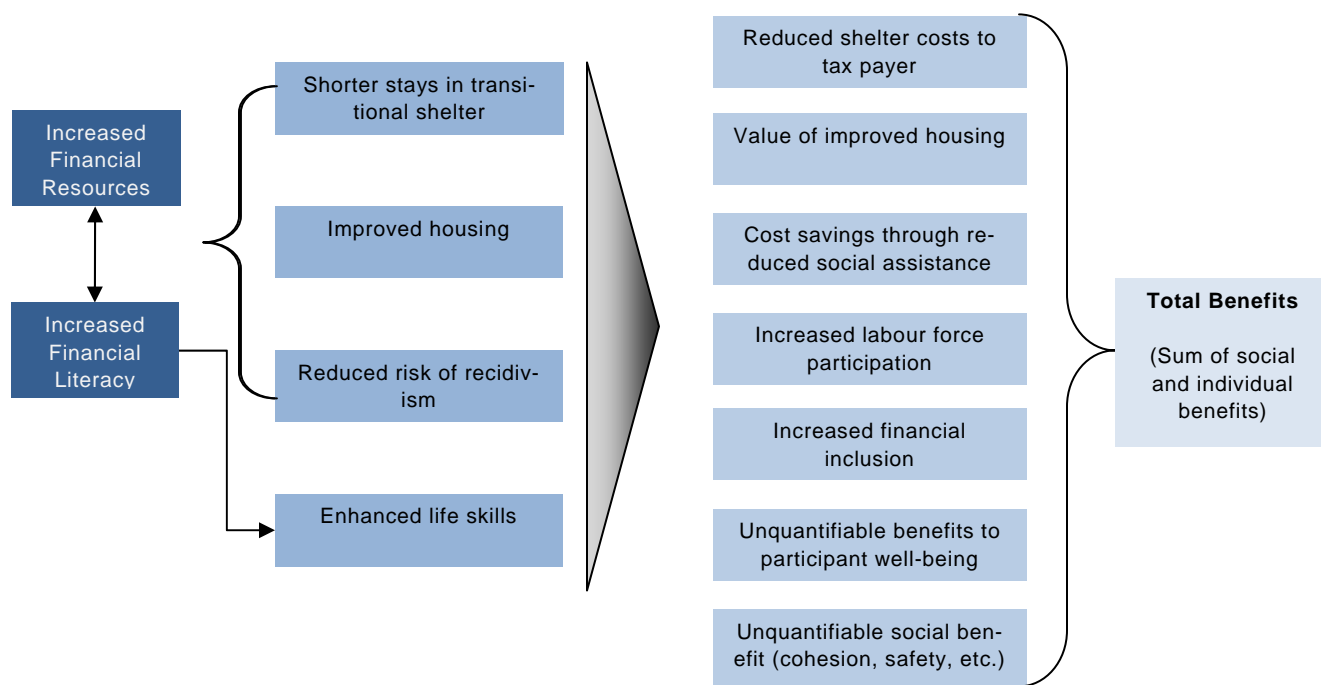 Increased
Financial
Resources
Increased
Financial
Literacy
Shorter stays in transi-
tional shelter
Improved housing
Reduced risk of recidiv-
ism
Enhanced life skills
Reduced shelter costs to
tax payer
Value of improved housing
Cost savings through re-
duced social assistance
Increased labour force
participation
Increased financial
inclusion
Unquantifiable benefits to
participant well-being
Unquantifiable social ben-
efit (cohesion, safety, etc.)
Total Benefits
(Sum of social
and individual
benefits)